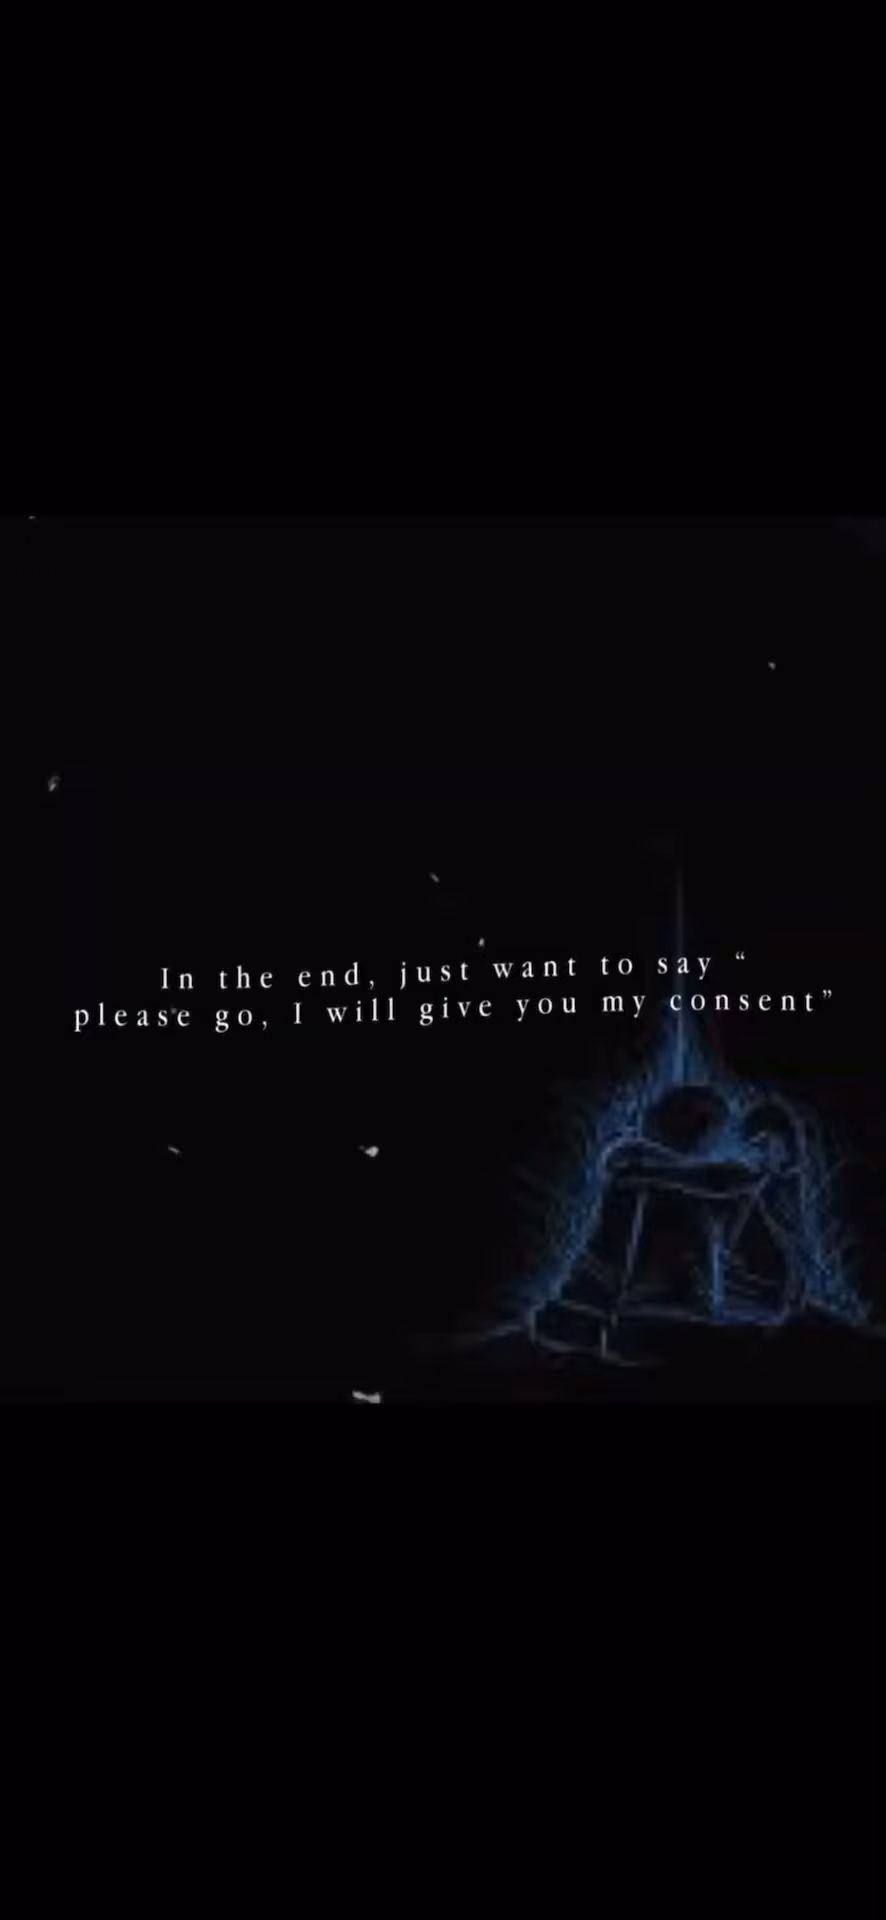 In the end, just want to say “
please go, I will give you my consent”